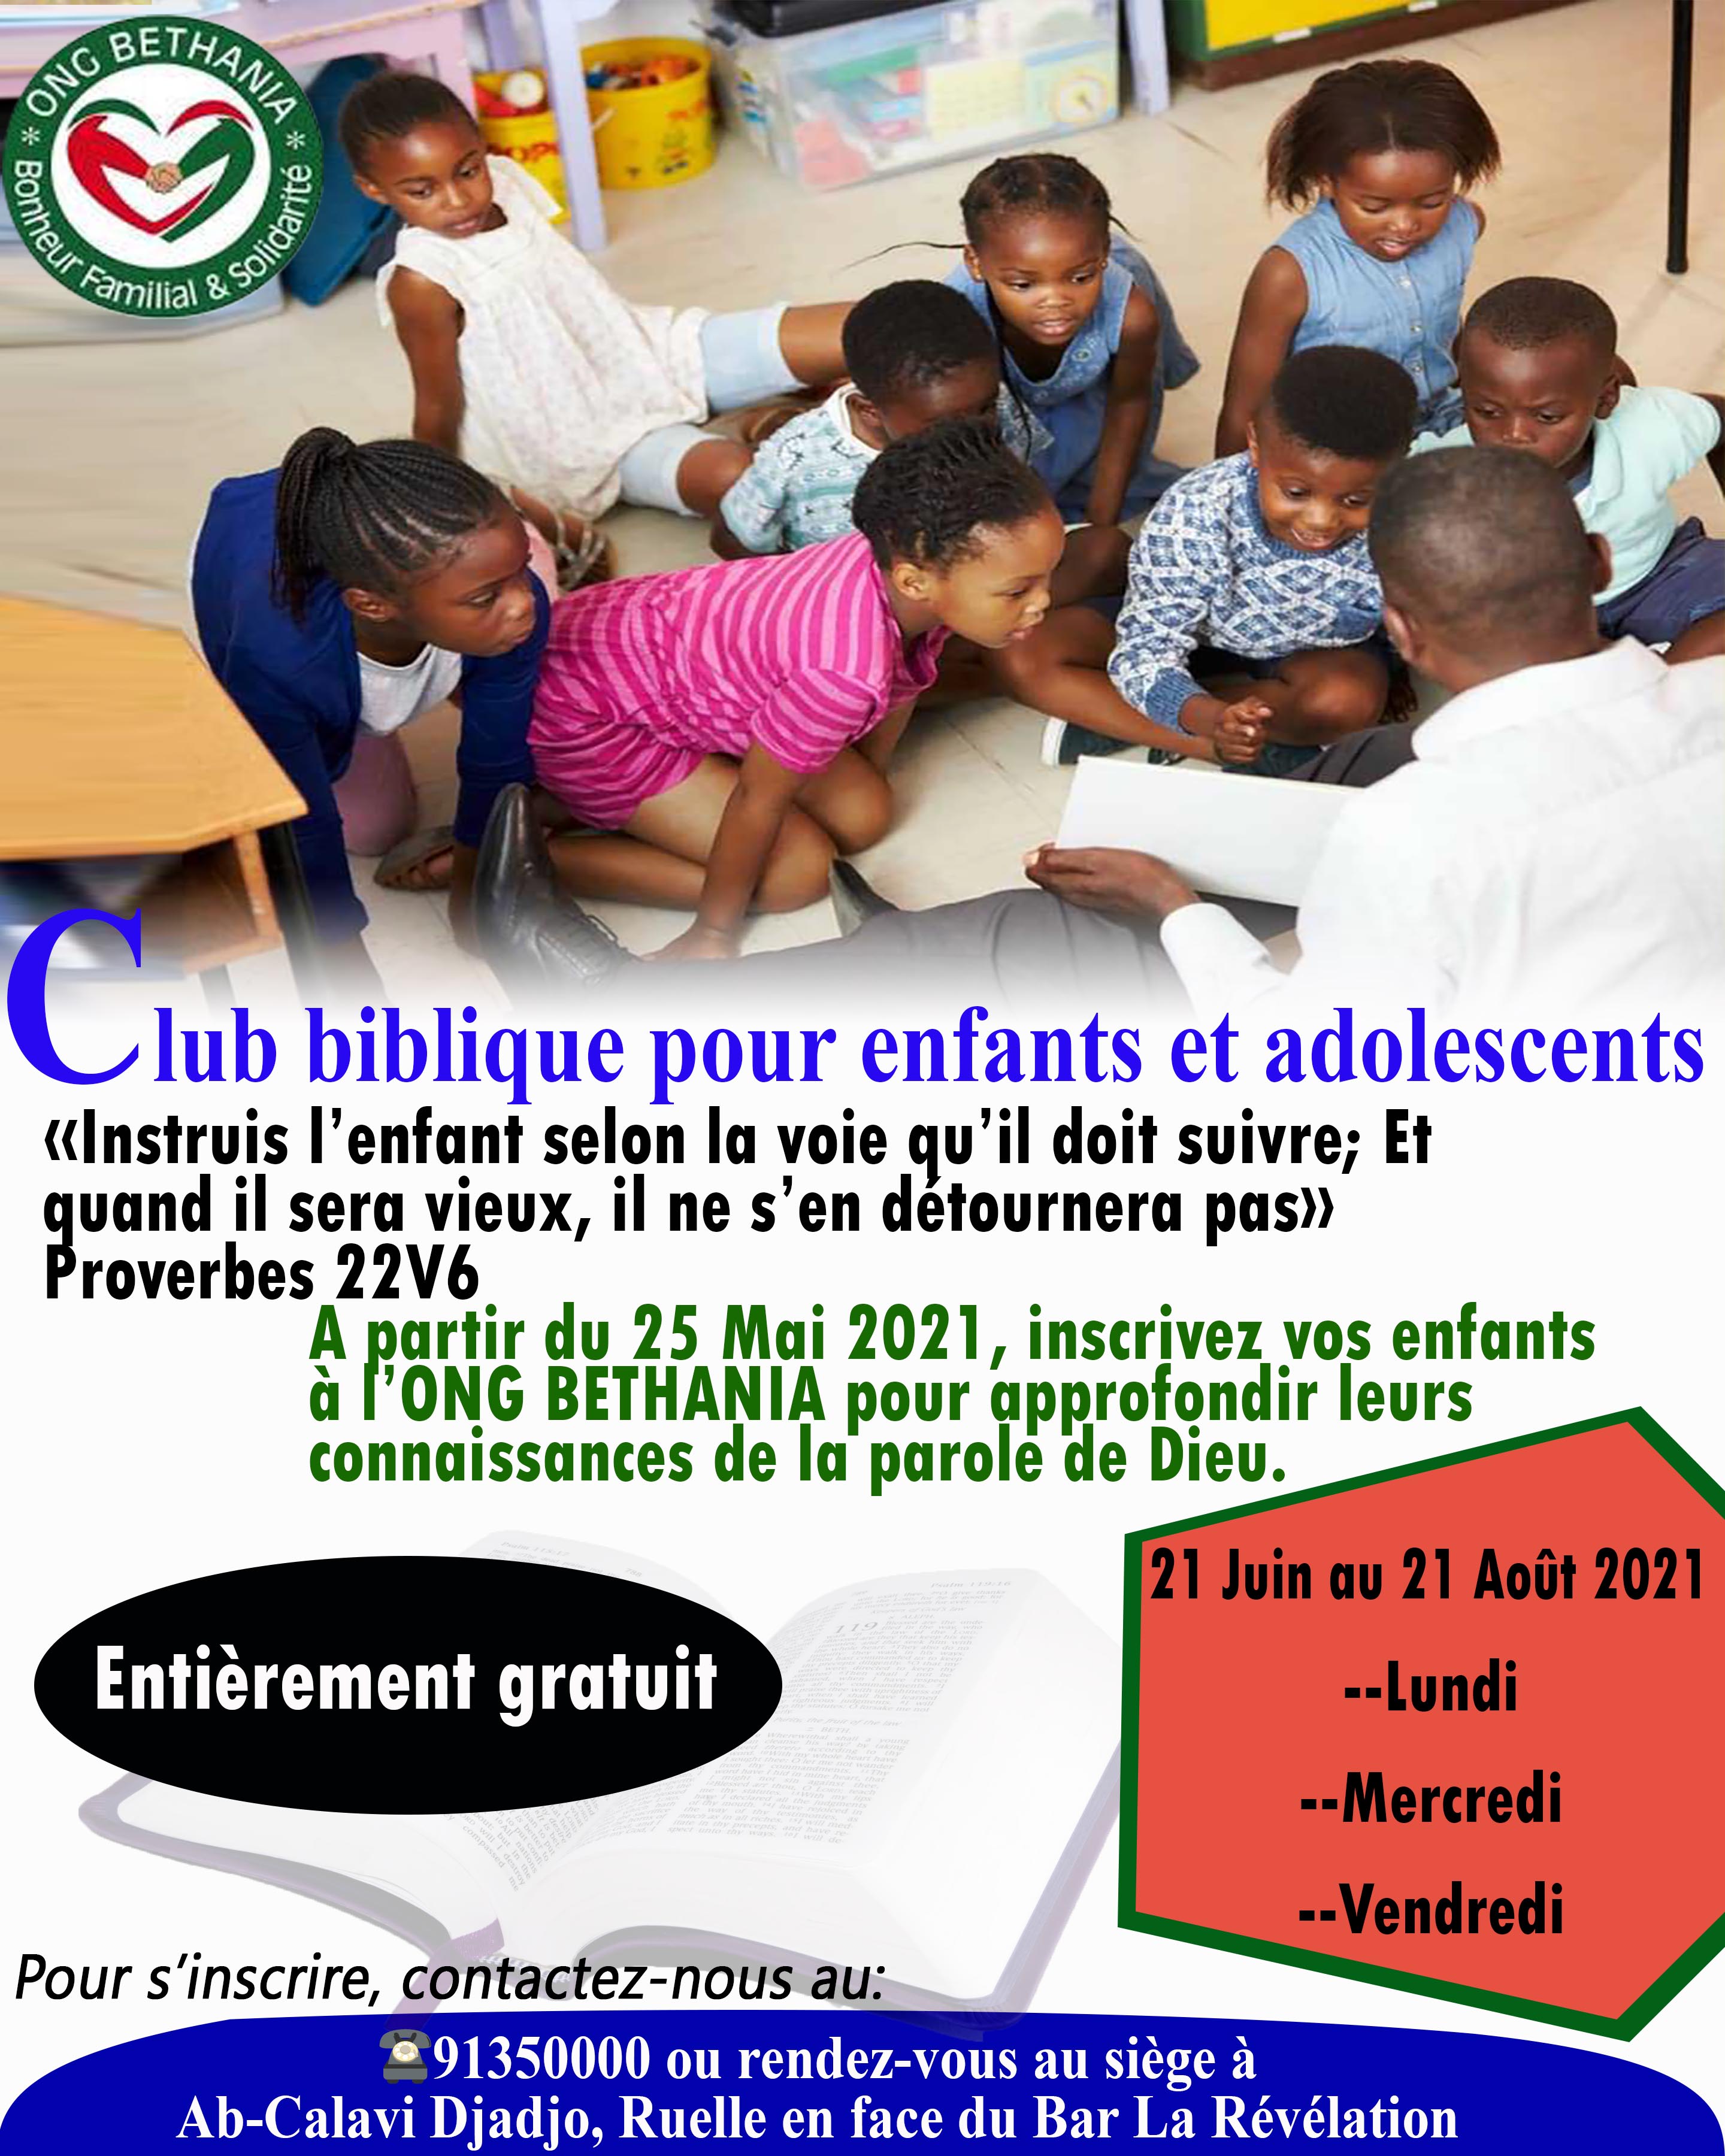 ONG BETHANIA
* Bonheur Familial & Solidarité *
Club biblique pour enfants et adolescents
«Instruis l’enfant selon la voie qu’il doit suivre; Et
quand il sera vieux, il ne s’en détournera pas»
Proverbes 22V6
A partir du 25 Mai 2021, inscrivez vos enfants
à l’ONG BETHANIA pour approfondir leurs
connaissances de la parole de Dieu.
21 Juin au 21 Août 2021
--Lundi
--Mercredi
--Vendredi
Entièrement gratuit
Pour s’inscrire, contactez-nous au:
91350000 ou rendez-vous au siège à
Ab-Calavi Djadjo, Ruelle en face du Bar La Révélation